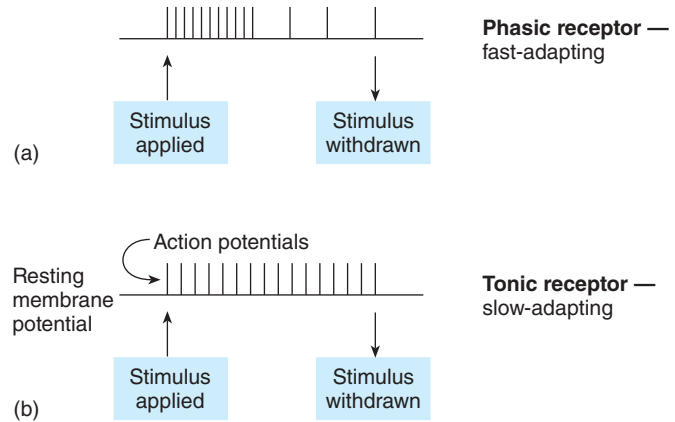 Phasic receptor —
fast-adapting
Stimulus
applied
Stimulus
withdrawn
(a)
Action potentials
Resting
membrane
potential
Tonic receptor —
slow-adapting
Stimulus
applied
Stimulus
withdrawn
(b)